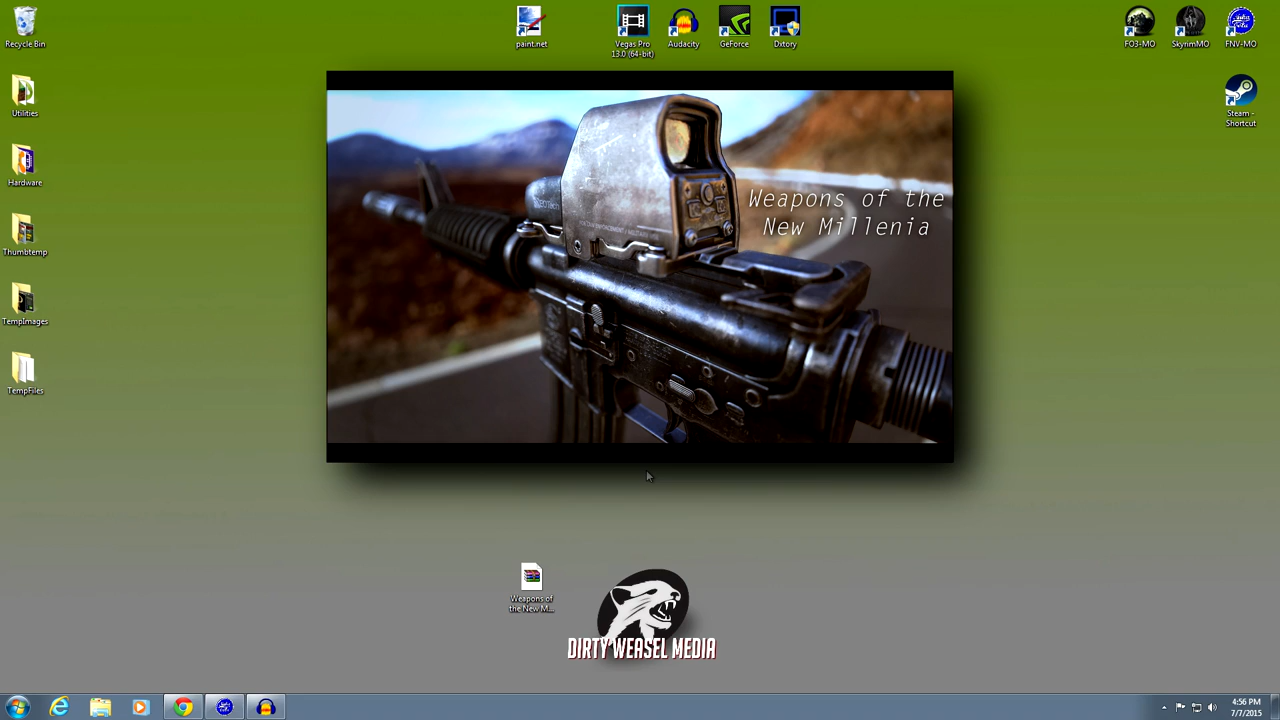 Recycle Bin
paint.net
Vegas Pro
13.0 (64-bit)
Audacity
GeForce
Dxtory
FO3-MO
SkyrimMO
FNV-MO
Utilities
Steam -
Shortcut
Hardware
Weapons of the
New Millenia
Thumbtemp
TempImages
TempFiles
Weapons of
the New M...
DIRTY WEASEL MEDIA
4:56 PM
7/7/2015